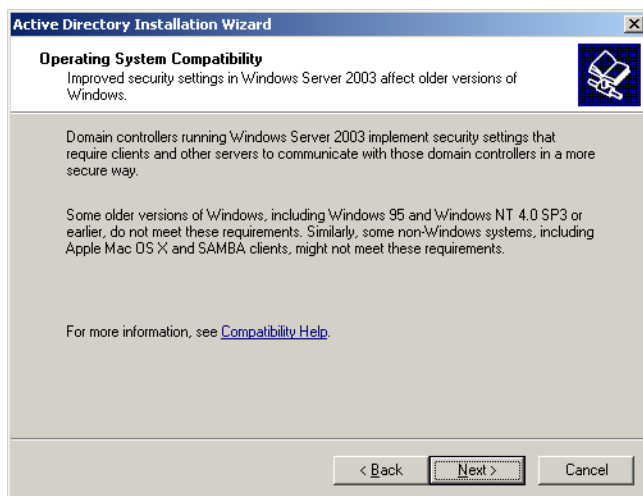 Active Directory Installation Wizard
Operating System Compatibility
Improved security settings in Windows Server 2003 affect older versions of
Windows.
Domain controllers running Windows Server 2003 implement security settings that
require clients and other servers to communicate with those domain controllers in a more
secure way.
Some older versions of Windows, including Windows 95 and Windows NT 4.0 SP3 or
earlier, do not meet these requirements. Similarly, some non-Windows systems, including
Apple Mac OS X and SAMBA clients, might not meet these requirements.
For more information, see Compatibility Help.
< Back Next > Cancel